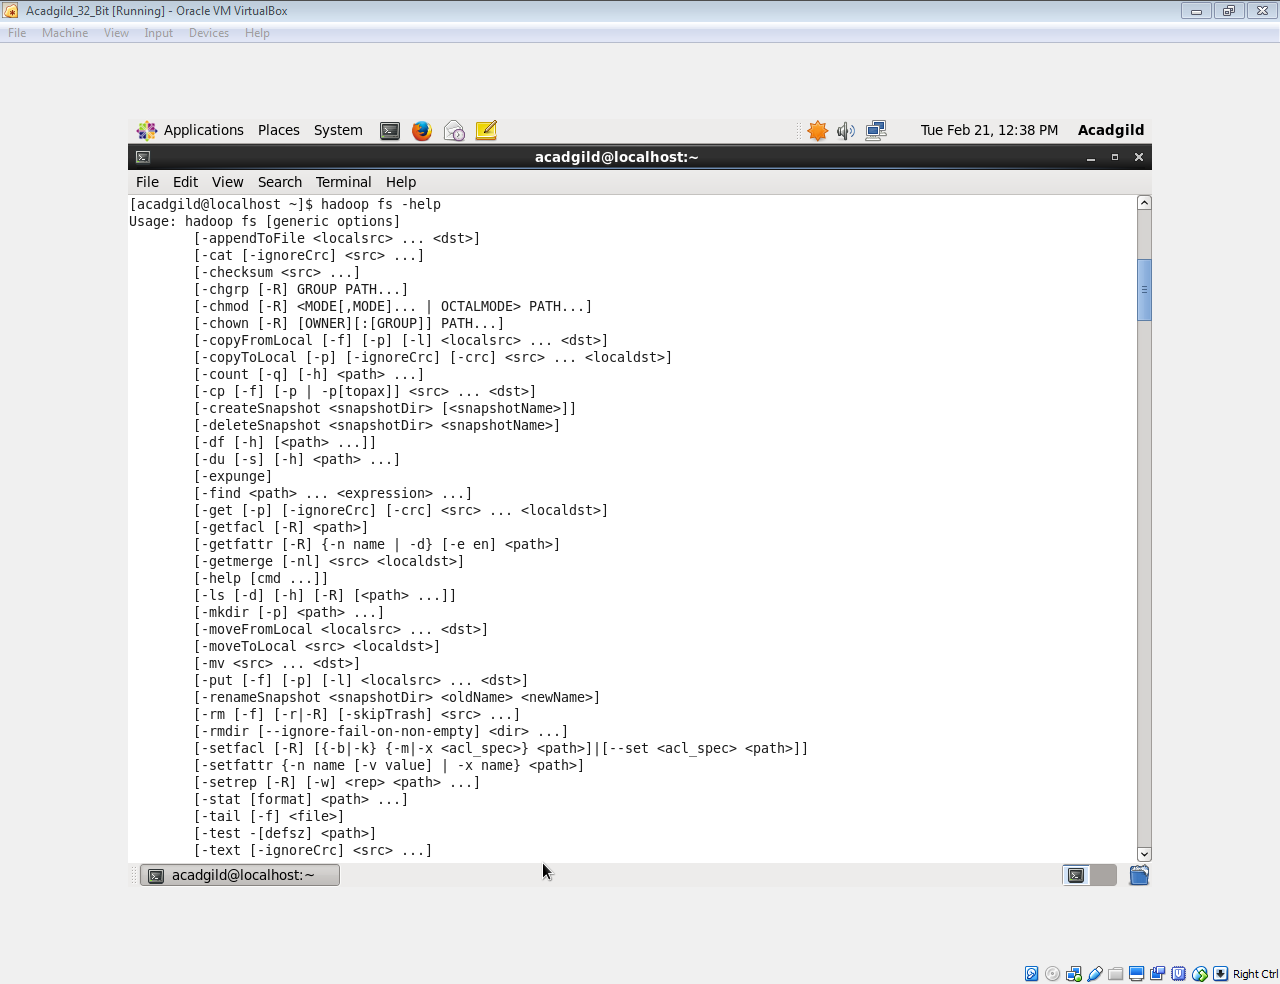 Acadgild_32_Bit [Running] - Oracle VM VirtualBox
File Machine View Input Devices Help
Applications Places System Tue Feb 21, 12:38 PM Acadgild
acadgild@localhost:~
File Edit View Search Terminal Help
[acadgild@localhost ~]$ hadoop fs -help
Usage: hadoop fs [generic options]
[-appendToFile <localsrc> ... <dst>]
[-cat [-ignoreCrc] <src> ...]
[-checksum <src> ...]
[-chgrp [-R] GROUP PATH...]
[-chmod [-R] <MODE[,MODE]... | OCTALMODE> PATH...]
[-chown [-R] [OWNER][:[GROUP]] PATH...]
[-copyFromLocal [-f] [-p] [-l] <localsrc> ... <dst>]
[-copyToLocal [-p] [-ignoreCrc] [-crc] <src> ... <localdst>]
[-count [-q] [-h] <path> ...]
[-cp [-f] [-p | -p[topax]] <src> ... <dst>]
[-createSnapshot <snapshotDir> [<snapshotName>]]
[-deleteSnapshot <snapshotDir> <snapshotName>]
[-df [-h] [<path> ...]]
[-du [-s] [-h] <path> ...]
[-expunge]
[-find <path> ... <expression> ...]
[-get [-p] [-ignoreCrc] [-crc] <src> ... <localdst>]
[-getfacl [-R] <path>]
[-getfattr [-R] {-n name | -d} [-e en] <path>]
[-getmerge [-nl] <src> <localdst>]
[-help [cmd ...]]
[-ls [-d] [-h] [-R] [<path> ...]]
[-mkdir [-p] <path> ...]
[-moveFromLocal <localsrc> ... <dst>]
[-moveToLocal <src> <localdst>]
[-mv <src> ... <dst>]
[-put [-f] [-p] [-l] <localsrc> ... <dst>]
[-renameSnapshot <snapshotDir> <oldName> <newName>]
[-rm [-f] [-r|-R] [-skipTrash] <src> ...]
[-rmdir [--ignore-fail-on-non-empty] <dir> ...]
[-setfacl [-R] [{-b|-k} {-m|-x <acl_spec>} <path>]|[--set <acl_spec> <path>]]
[-setfattr {-n name [-v value] | -x name} <path>]
[-setrep [-R] [-w] <rep> <path> ...]
[-stat [format] <path> ...]
[-tail [-f] <file>]
[-test -[defsz] <path>]
[-text [-ignoreCrc] <src> ...]
acadgild@localhost:~
Right Ctrl